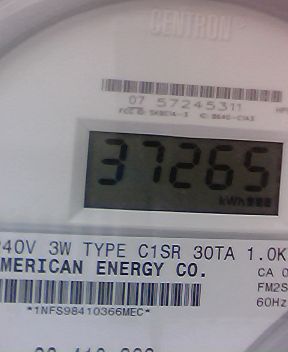 CENTRON®
07 57245311
37265
kWh
240V 3W TYPE C1SR 30TA 1.0K
AMERICAN ENERGY CO.
CA 0
FM2S
60Hz
*1NFS98410366MEC*